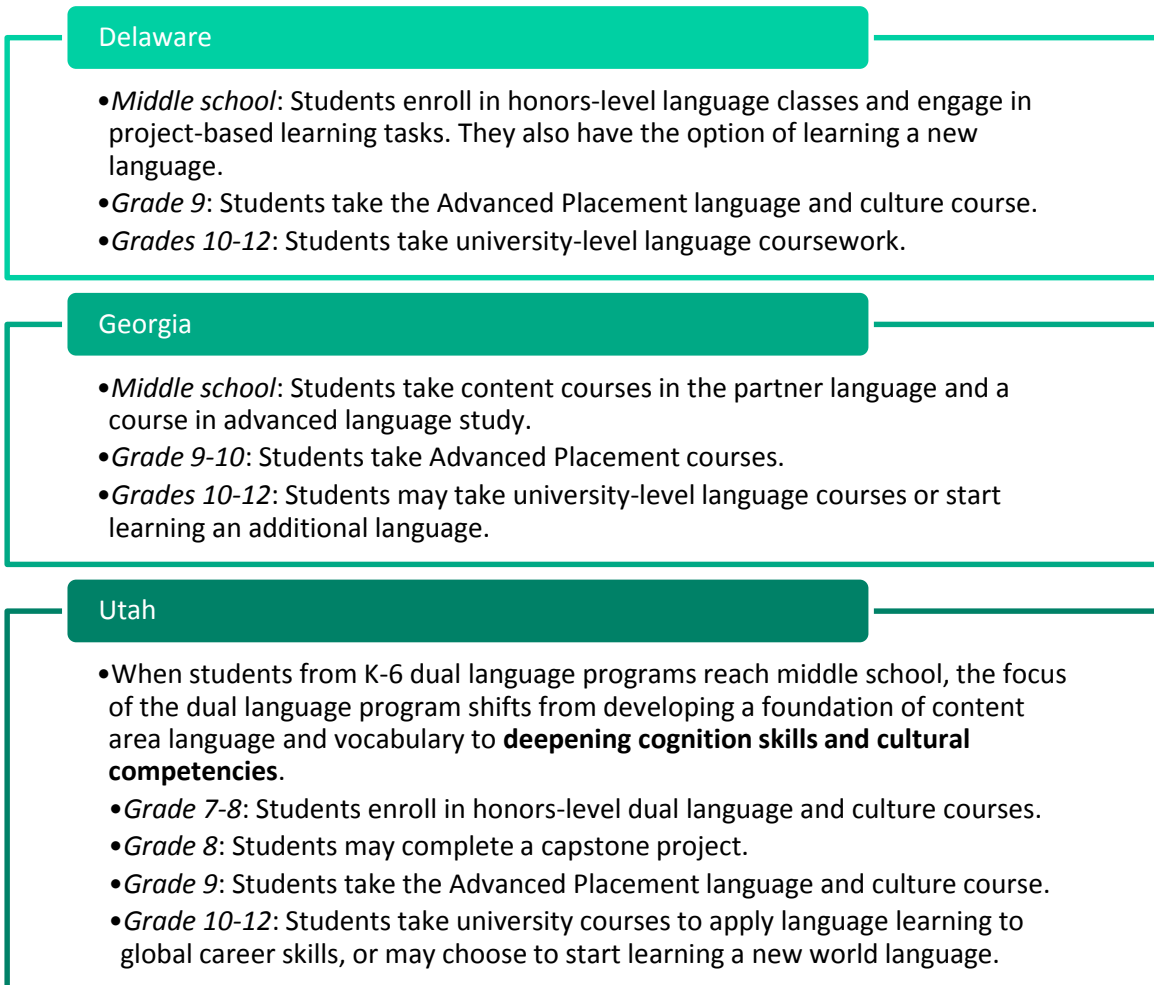 Delaware
•Middle school: Students enroll in honors-level language classes and engage in
project-based learning tasks. They also have the option of learning a new
language.
•Grade 9: Students take the Advanced Placement language and culture course.
•Grades 10-12: Students take university-level language coursework.
Georgia
•Middle school: Students take content courses in the partner language and a
course in advanced language study.
•Grade 9-10: Students take Advanced Placement courses.
•Grades 10-12: Students may take university-level language courses or start
learning an additional language.
Utah
•When students from K-6 dual language programs reach middle school, the focus
of the dual language program shifts from developing a foundation of content
area language and vocabulary to deepening cognition skills and cultural
competencies.
•Grade 7-8: Students enroll in honors-level dual language and culture courses.
•Grade 8: Students may complete a capstone project.
•Grade 9: Students take the Advanced Placement language and culture course.
•Grade 10-12: Students take university courses to apply language learning to
global career skills, or may choose to start learning a new world language.